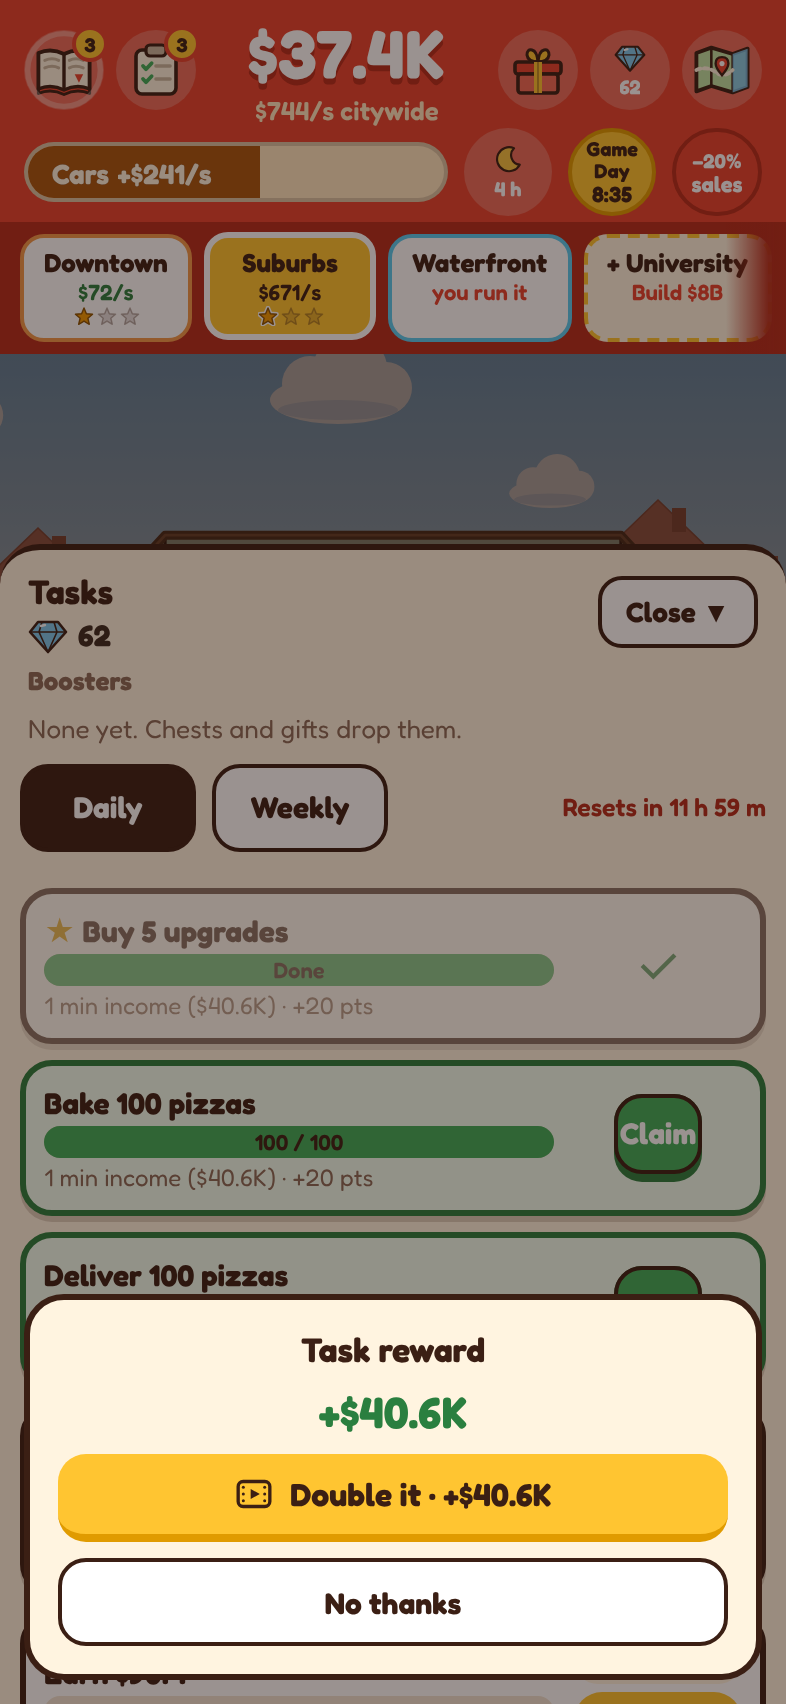 3
3
$37.4K
$744/s citywide
62
Cars +$241/s
4 h
Game
Day
8:35
-20%
sales
Downtown
$72/s
Suburbs
$671/s
Waterfront
you run it
+ University
Build $8B
Tasks
62
Close ▼
Boosters
None yet. Chests and gifts drop them.
Daily
Weekly
Resets in 11 h 59 m
Buy 5 upgrades
Done
1 min income ($40.6K) · +20 pts
Bake 100 pizzas
100 / 100
Claim
1 min income ($40.6K) · +20 pts
Deliver 100 pizzas
Task reward
+$40.6K
Double it · +$40.6K
No thanks